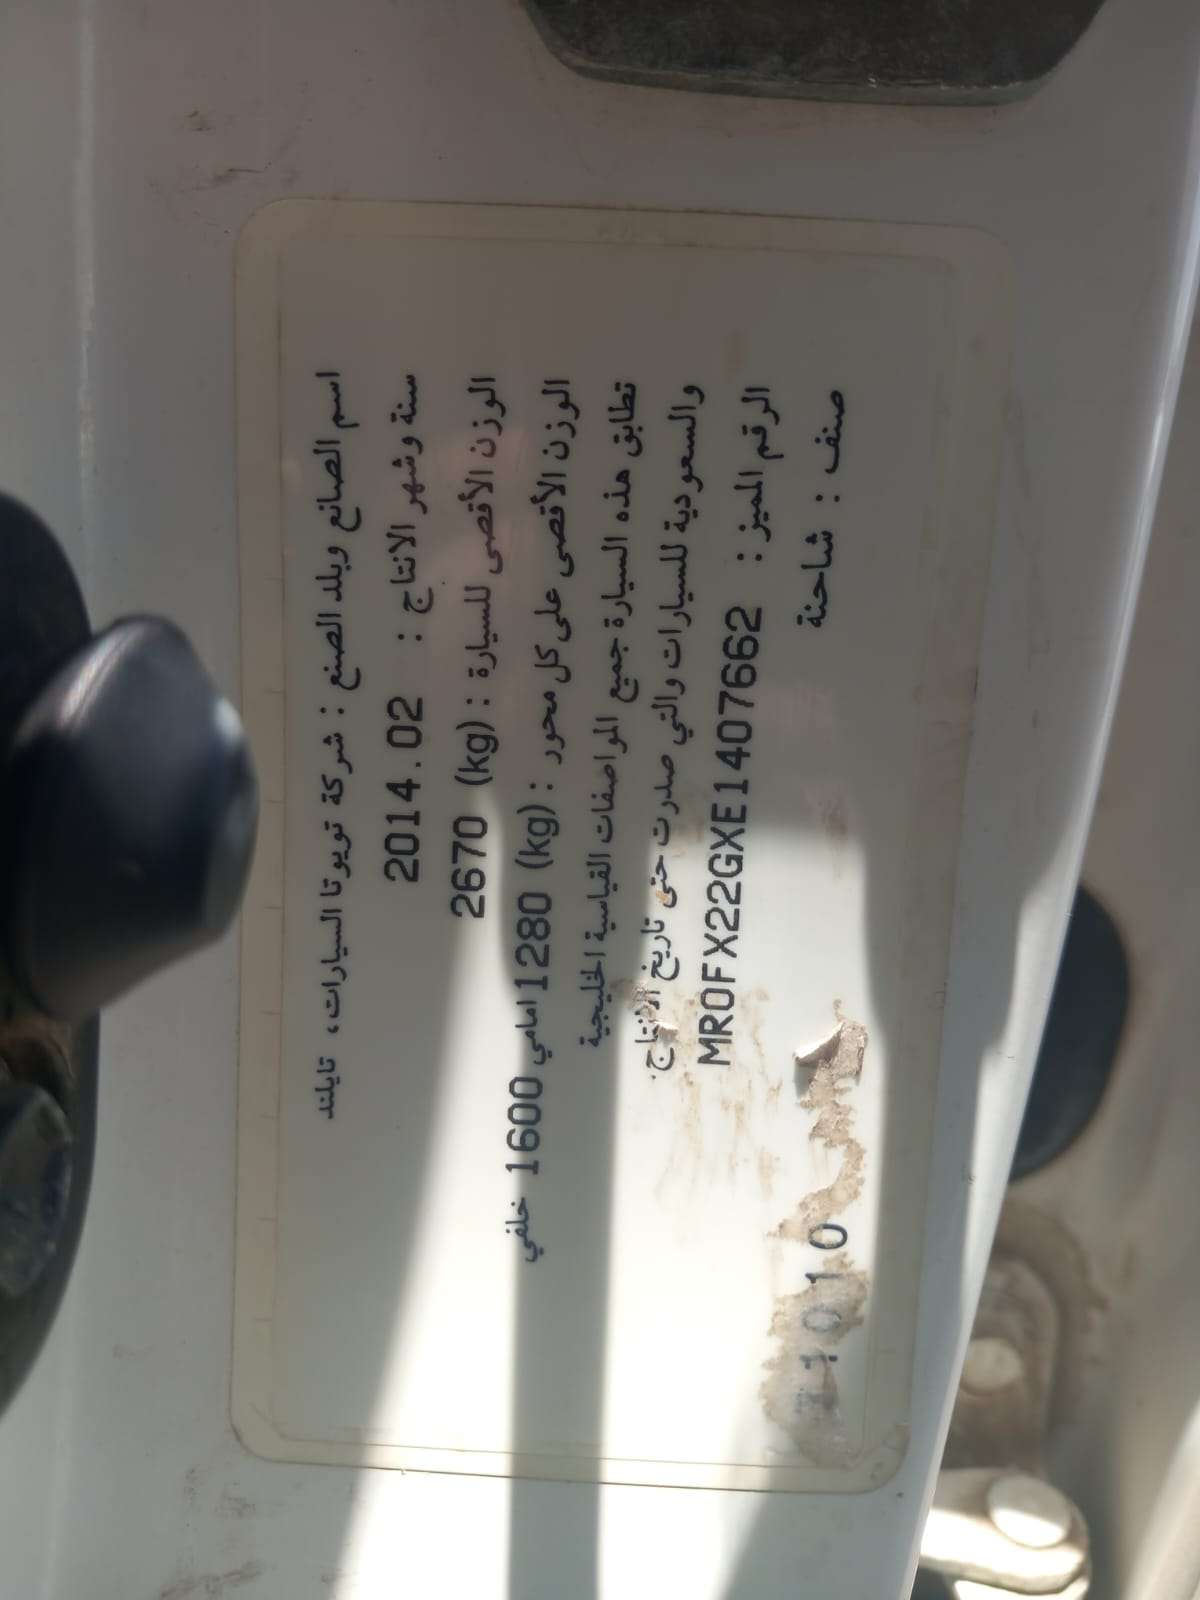 اسم الصانع وبلد الصنع : شركة تويوتا السيارات، تايلند
سنة وشهر الانتاج : 2014.02
الوزن الأقصى للسيارة : (kg) 2670
الوزن الأقصى على كل محور : (kg) 1280 امامي 1600 خلفي
تطابق هذه السيارة جميع المواصفات القياسية الخليجية
والسعودية للسيارات والتي صدرت حتى تاريخ الانتاج.
الرقم المميز : MR0FX22GXE1407662
صنف : شاحنة